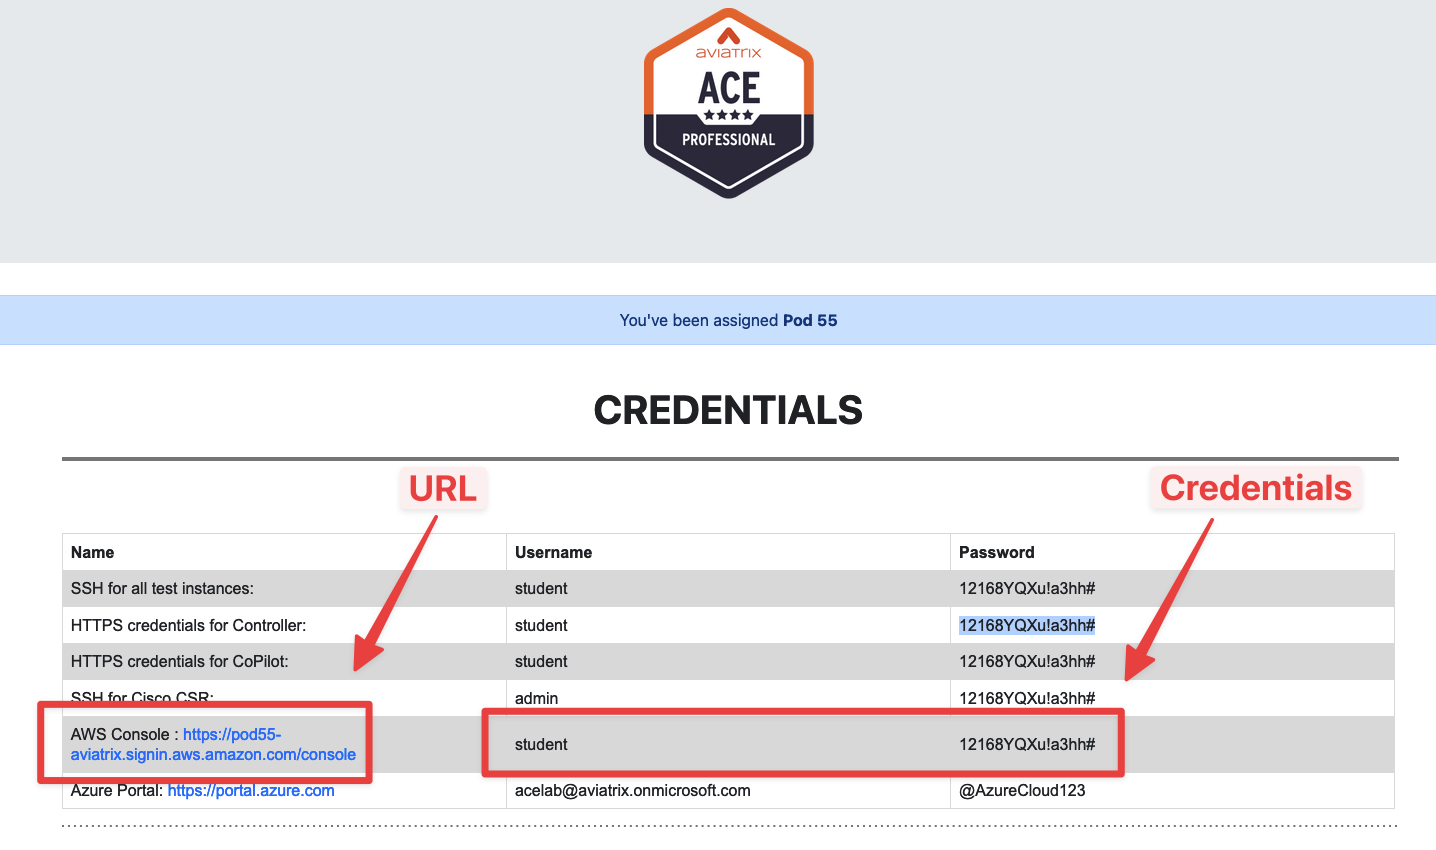 aviatrix
ACE
PROFESSIONAL
You've been assigned Pod 55
CREDENTIALS
URL
Credentials
Name Username Password
SSH for all test instances: student 12168YQXu!a3hh#
HTTPS credentials for Controller: student 12168YQXu!a3hh#
HTTPS credentials for CoPilot: student 12168YQXu!a3hh#
SSH for Cisco CSR: admin 12168YQXu!a3hh#
AWS Console : https://pod55-
aviatrix.signin.aws.amazon.com/console student 12168YQXu!a3hh#
Azure Portal: https://portal.azure.com acelab@aviatrix.onmicrosoft.com @AzureCloud123